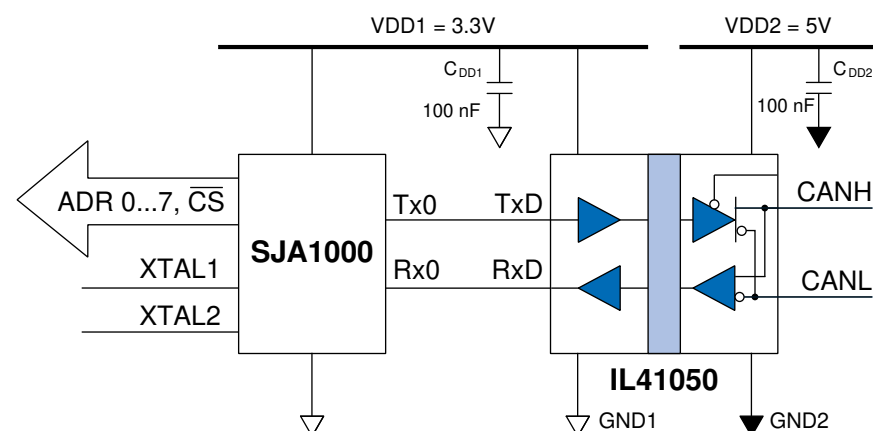 VDD1 = 3.3V
VDD2 = 5V
CDD1
100 nF
CDD2
100 nF
ADR 0...7, C̅S̅
SJA1000
Tx0
TxD
CANH
XTAL1
Rx0
RxD
CANL
XTAL2
IL41050
GND1
GND2